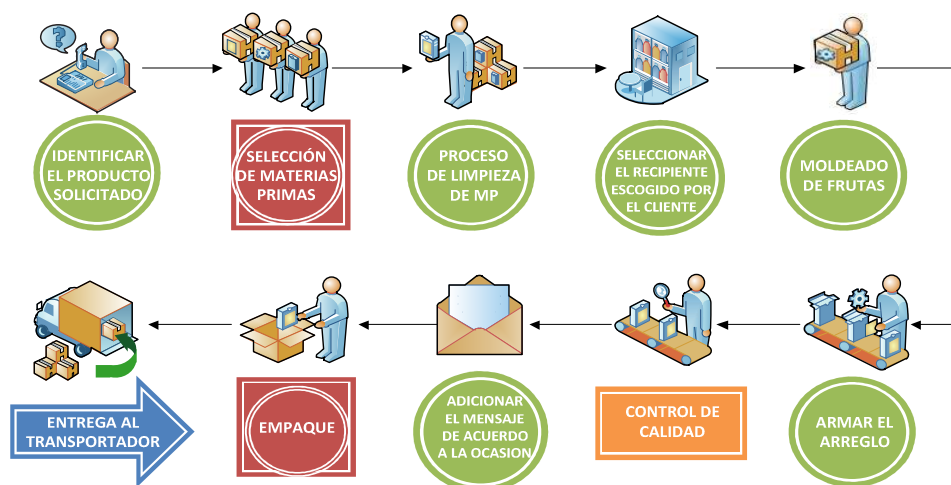 ?
IDENTIFICAR
EL PRODUCTO
SOLICITADO
SELECCIÓN
DE MATERIAS
PRIMAS
PROCESO
DE LIMPIEZA
DE MP
SELECCIONAR
EL RECIPIENTE
ESCOGIDO POR
EL CLIENTE
MOLDEADO
DE FRUTAS
ENTREGA AL
TRANSPORTADOR
EMPAQUE
ADICIONAR
EL MENSAJE
DE ACUERDO
A LA OCASION
CONTROL DE
CALIDAD
ARMAR EL
ARREGLO